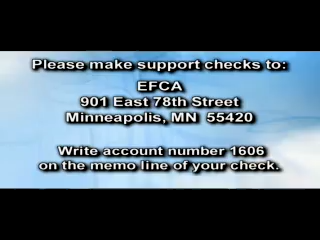 Please make support checks to:
EFCA
901 East 78th Street
Minneapolis, MN 55420
Write account number 1606
on the memo line of your check.